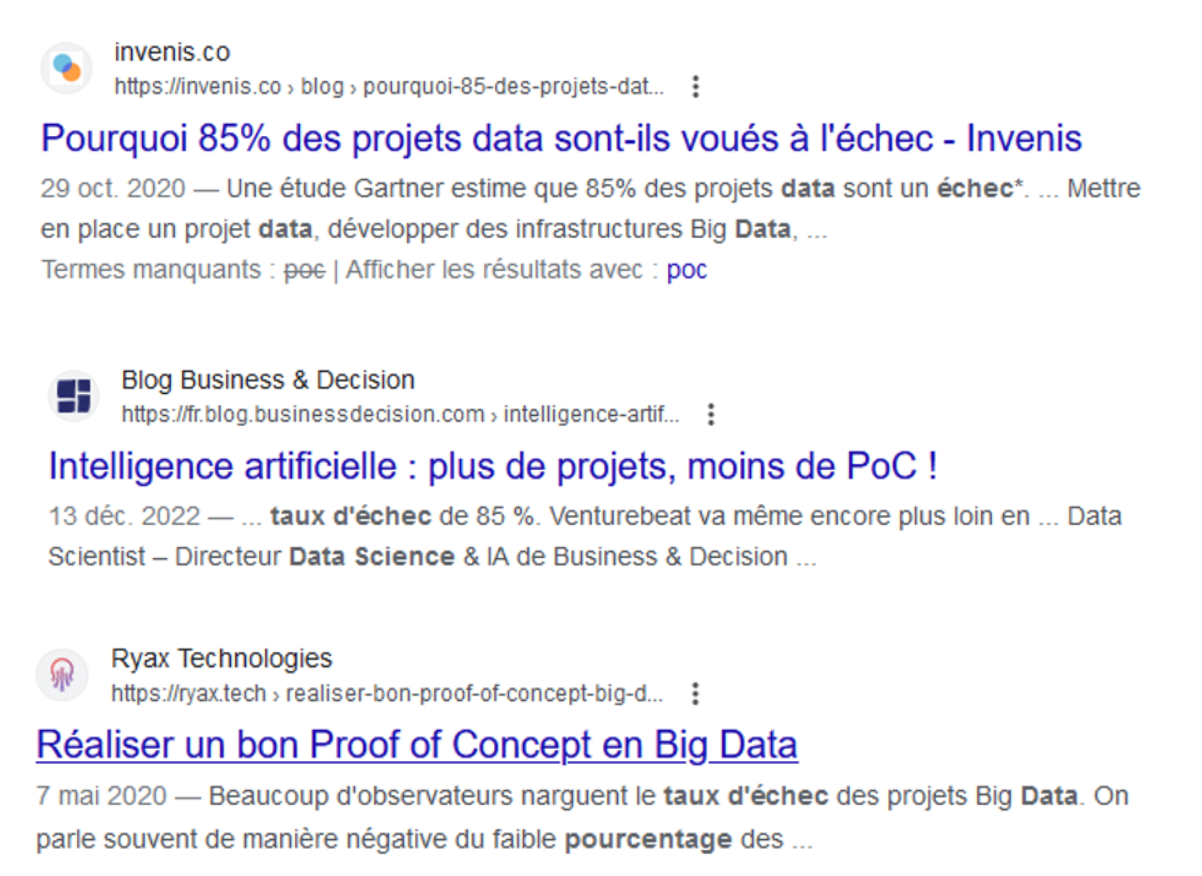 invenis.co
https://invenis.co › blog › pourquoi-85-des-projets-dat...
Pourquoi 85% des projets data sont-ils voués à l'échec - Invenis
29 oct. 2020 — Une étude Gartner estime que 85% des projets data sont un échec*. ... Mettre
en place un projet data, développer des infrastructures Big Data, ...
Termes manquants : poc | Afficher les résultats avec : poc
Blog Business & Decision
https://fr.blog.businessdecision.com › intelligence-artif...
Intelligence artificielle : plus de projets, moins de PoC !
13 déc. 2022 — ... taux d'échec de 85 %. Venturebeat va même encore plus loin en ... Data
Scientist – Directeur Data Science & IA de Business & Decision ...
Ryax Technologies
https://ryax.tech › realiser-bon-proof-of-concept-big-d...
Réaliser un bon Proof of Concept en Big Data
7 mai 2020 — Beaucoup d'observateurs narguent le taux d'échec des projets Big Data. On
parle souvent de manière négative du faible pourcentage des ...